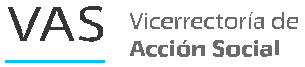 VAS
Vicerrectoría de
Acción Social